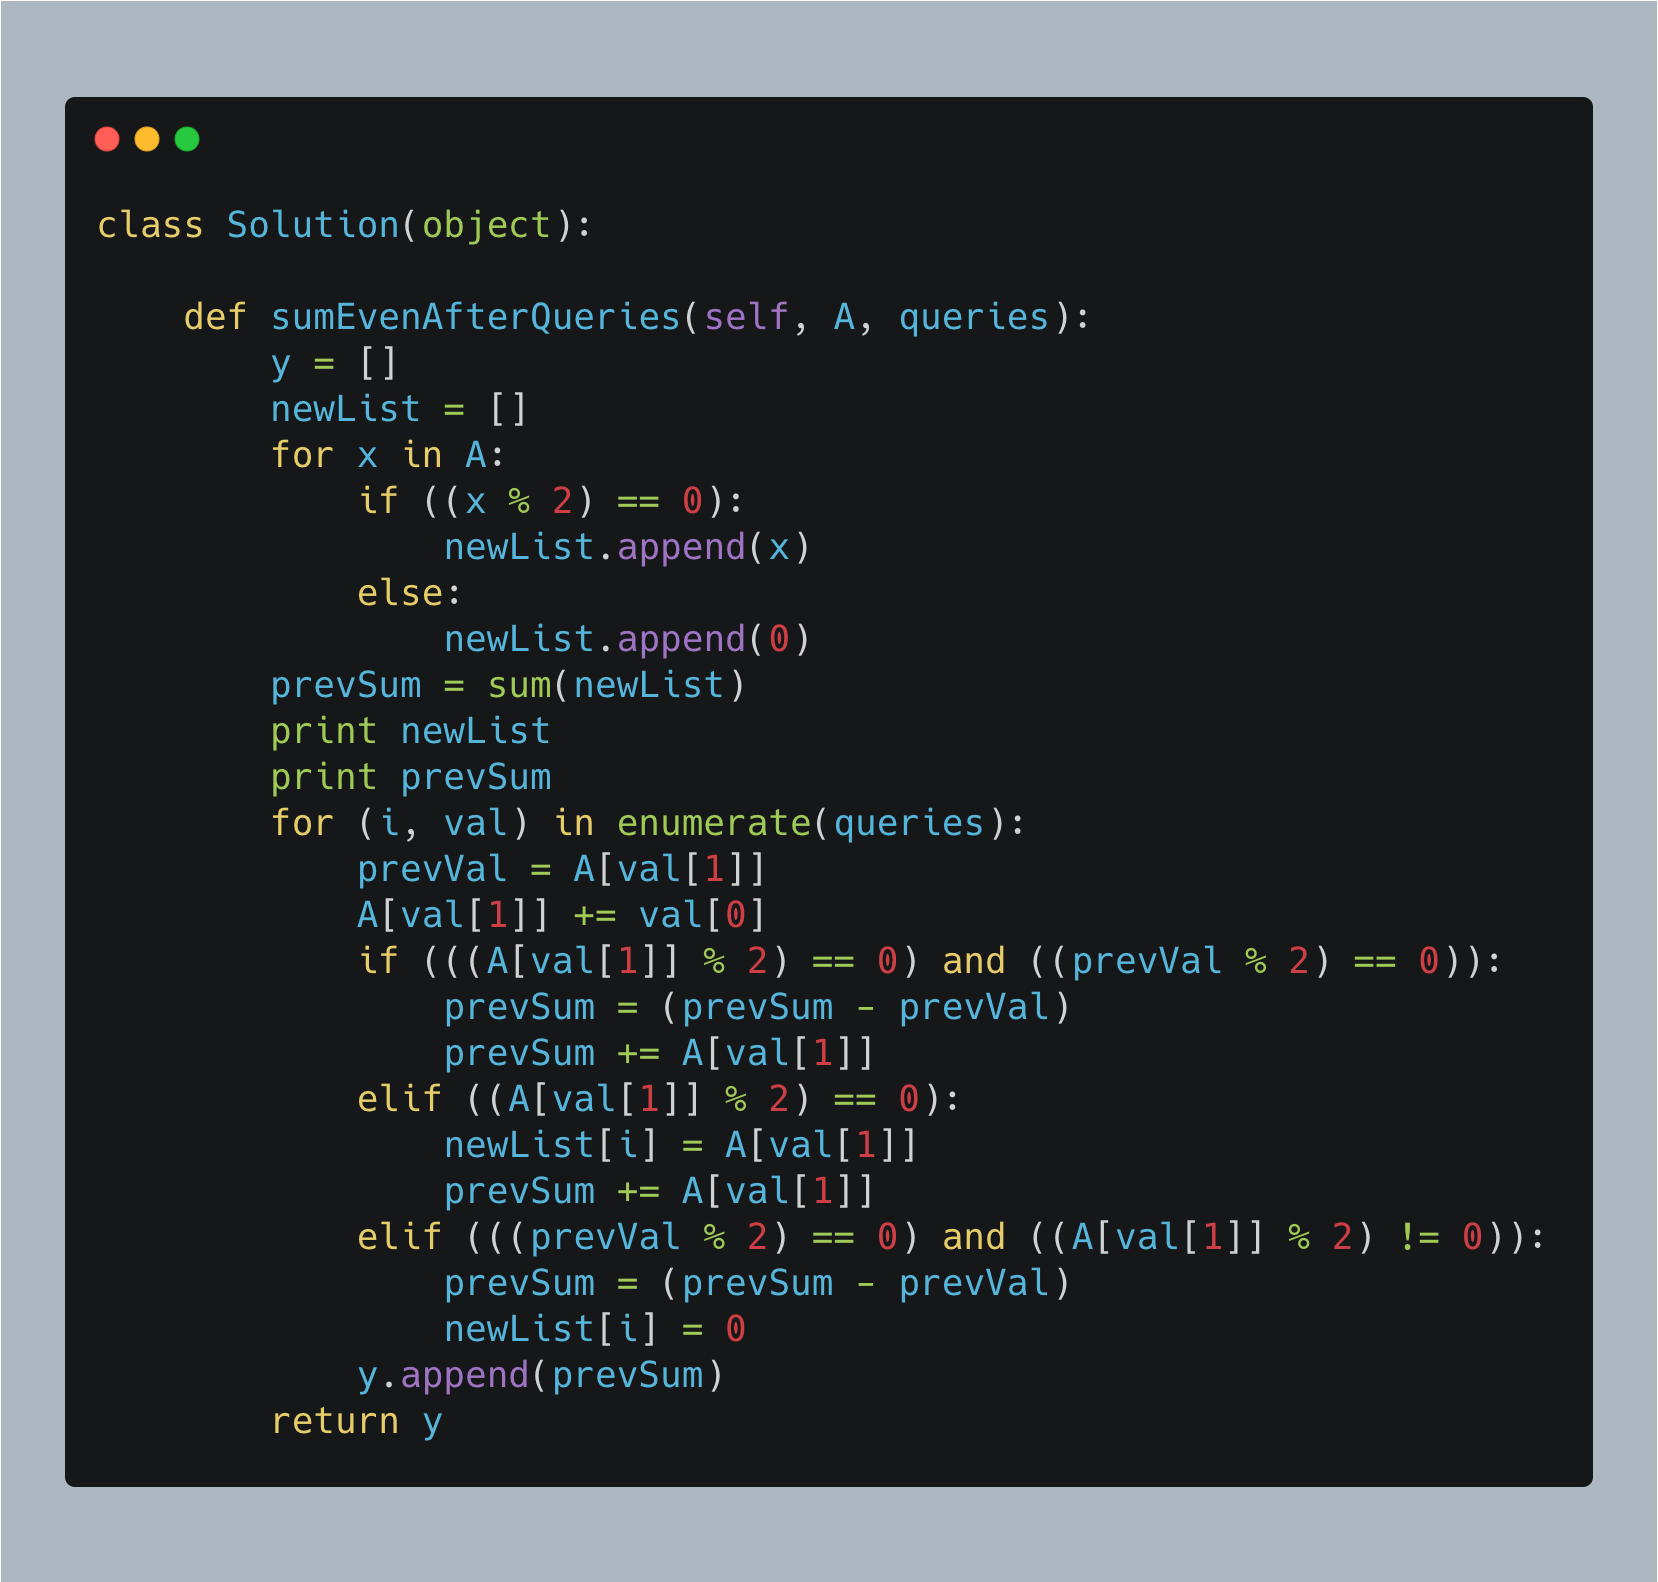 class Solution(object):

    def sumEvenAfterQueries(self, A, queries):
        y = []
        newList = []
        for x in A:
            if ((x % 2) == 0):
                newList.append(x)
            else:
                newList.append(0)
        prevSum = sum(newList)
        print newList
        print prevSum
        for (i, val) in enumerate(queries):
            prevVal = A[val[1]]
            A[val[1]] += val[0]
            if (((A[val[1]] % 2) == 0) and ((prevVal % 2) == 0)):
                prevSum = (prevSum - prevVal)
                prevSum += A[val[1]]
            elif ((A[val[1]] % 2) == 0):
                newList[i] = A[val[1]]
                prevSum += A[val[1]]
            elif (((prevVal % 2) == 0) and ((A[val[1]] % 2) != 0)):
                prevSum = (prevSum - prevVal)
                newList[i] = 0
            y.append(prevSum)
        return y